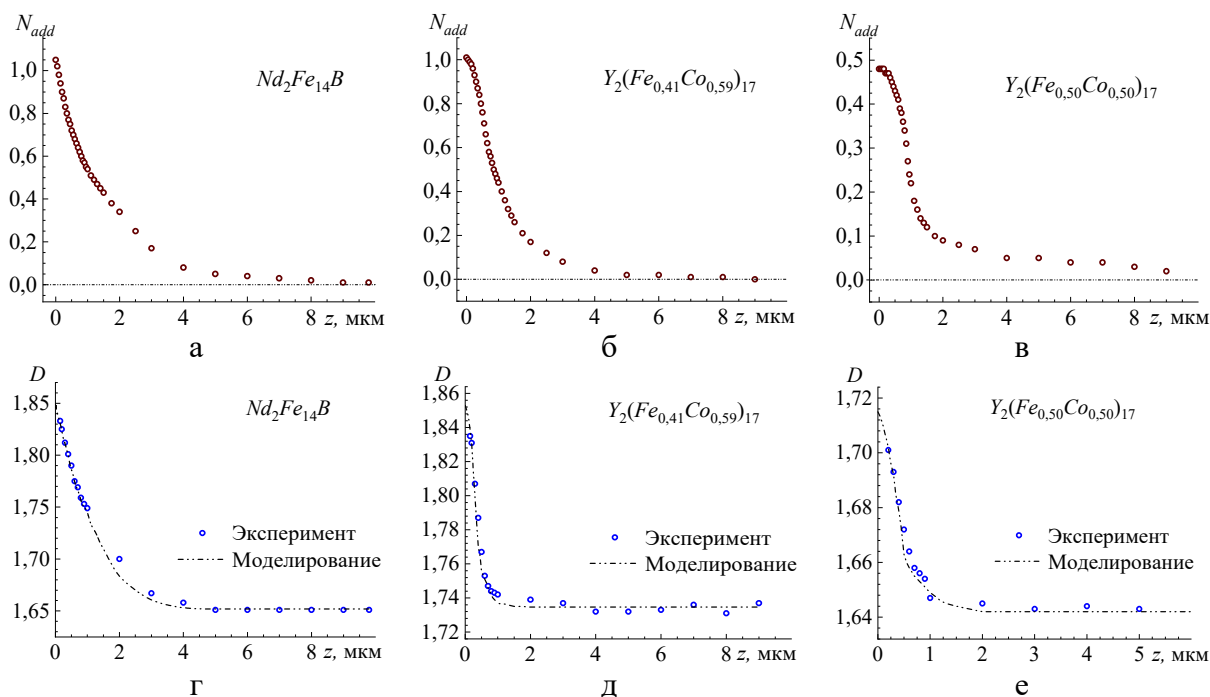 N_add
Nd2Fe14B
1,0
0,8
0,6
0,4
0,2
0,0
0 2 4 6 8 z, мкм
а
N_add
Y2(Fe0,41Co0,59)17
1,0
0,8
0,6
0,4
0,2
0,0
0 2 4 6 8 z, мкм
б
N_add
Y2(Fe0,50Co0,50)17
0,5
0,4
0,3
0,2
0,1
0,0
0 2 4 6 8 z, мкм
в
D
Nd2Fe14B
1,85
1,80
1,75
1,70
1,65
Эксперимент
Моделирование
0 2 4 6 8 z, мкм
г
D
Y2(Fe0,41Co0,59)17
1,86
1,84
1,82
1,80
1,78
1,76
1,74
1,72
Эксперимент
Моделирование
0 2 4 6 8 z, мкм
д
D
Y2(Fe0,50Co0,50)17
1,72
1,70
1,68
1,66
1,64
Эксперимент
Моделирование
0 1 2 3 4 5 z, мкм
е